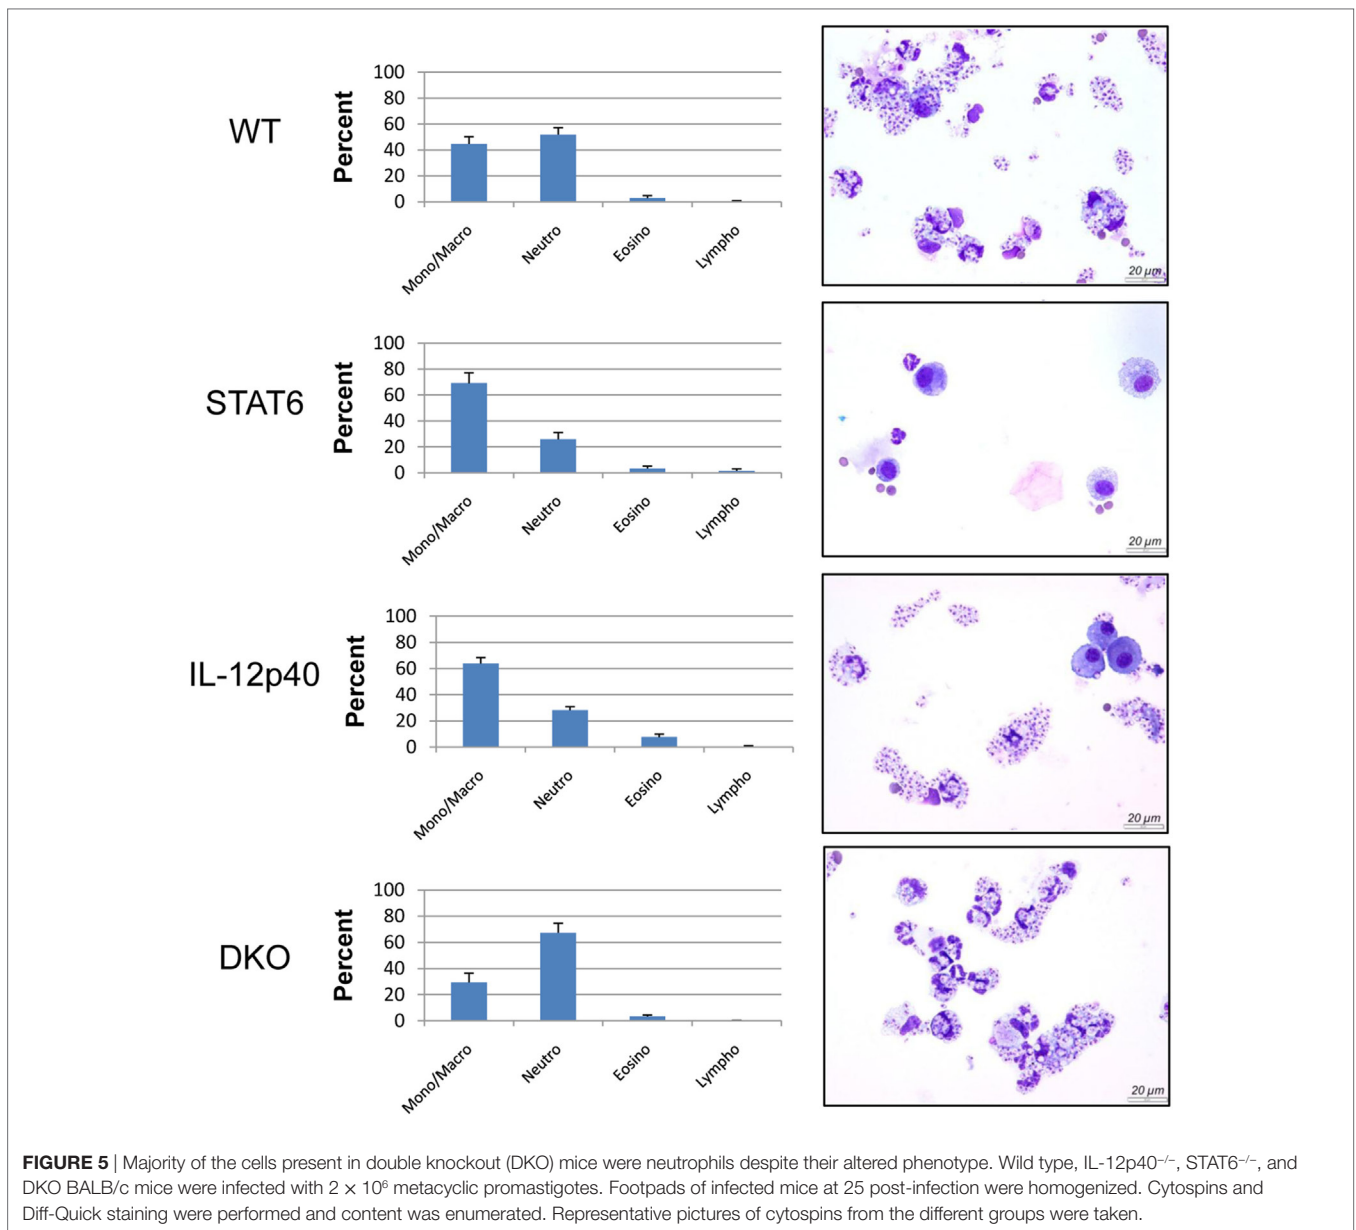 WT
Percent
100
80
60
40
20
0
Mono/Macro
Neutro
Eosino
Lympho
20 µm
STAT6
Percent
100
80
60
40
20
0
Mono/Macro
Neutro
Eosino
Lympho
20 µm
IL-12p40
Percent
100
80
60
40
20
0
Mono/Macro
Neutro
Eosino
Lympho
20 µm
DKO
Percent
100
80
60
40
20
0
Mono/Macro
Neutro
Eosino
Lympho
20 µm
FIGURE 5 | Majority of the cells present in double knockout (DKO) mice were neutrophils despite their altered phenotype. Wild type, IL-12p40⁻/⁻, STAT6⁻/⁻, and
DKO BALB/c mice were infected with 2 × 10⁶ metacyclic promastigotes. Footpads of infected mice at 25 post-infection were homogenized. Cytospins and
Diff-Quick staining were performed and content was enumerated. Representative pictures of cytospins from the different groups were taken.